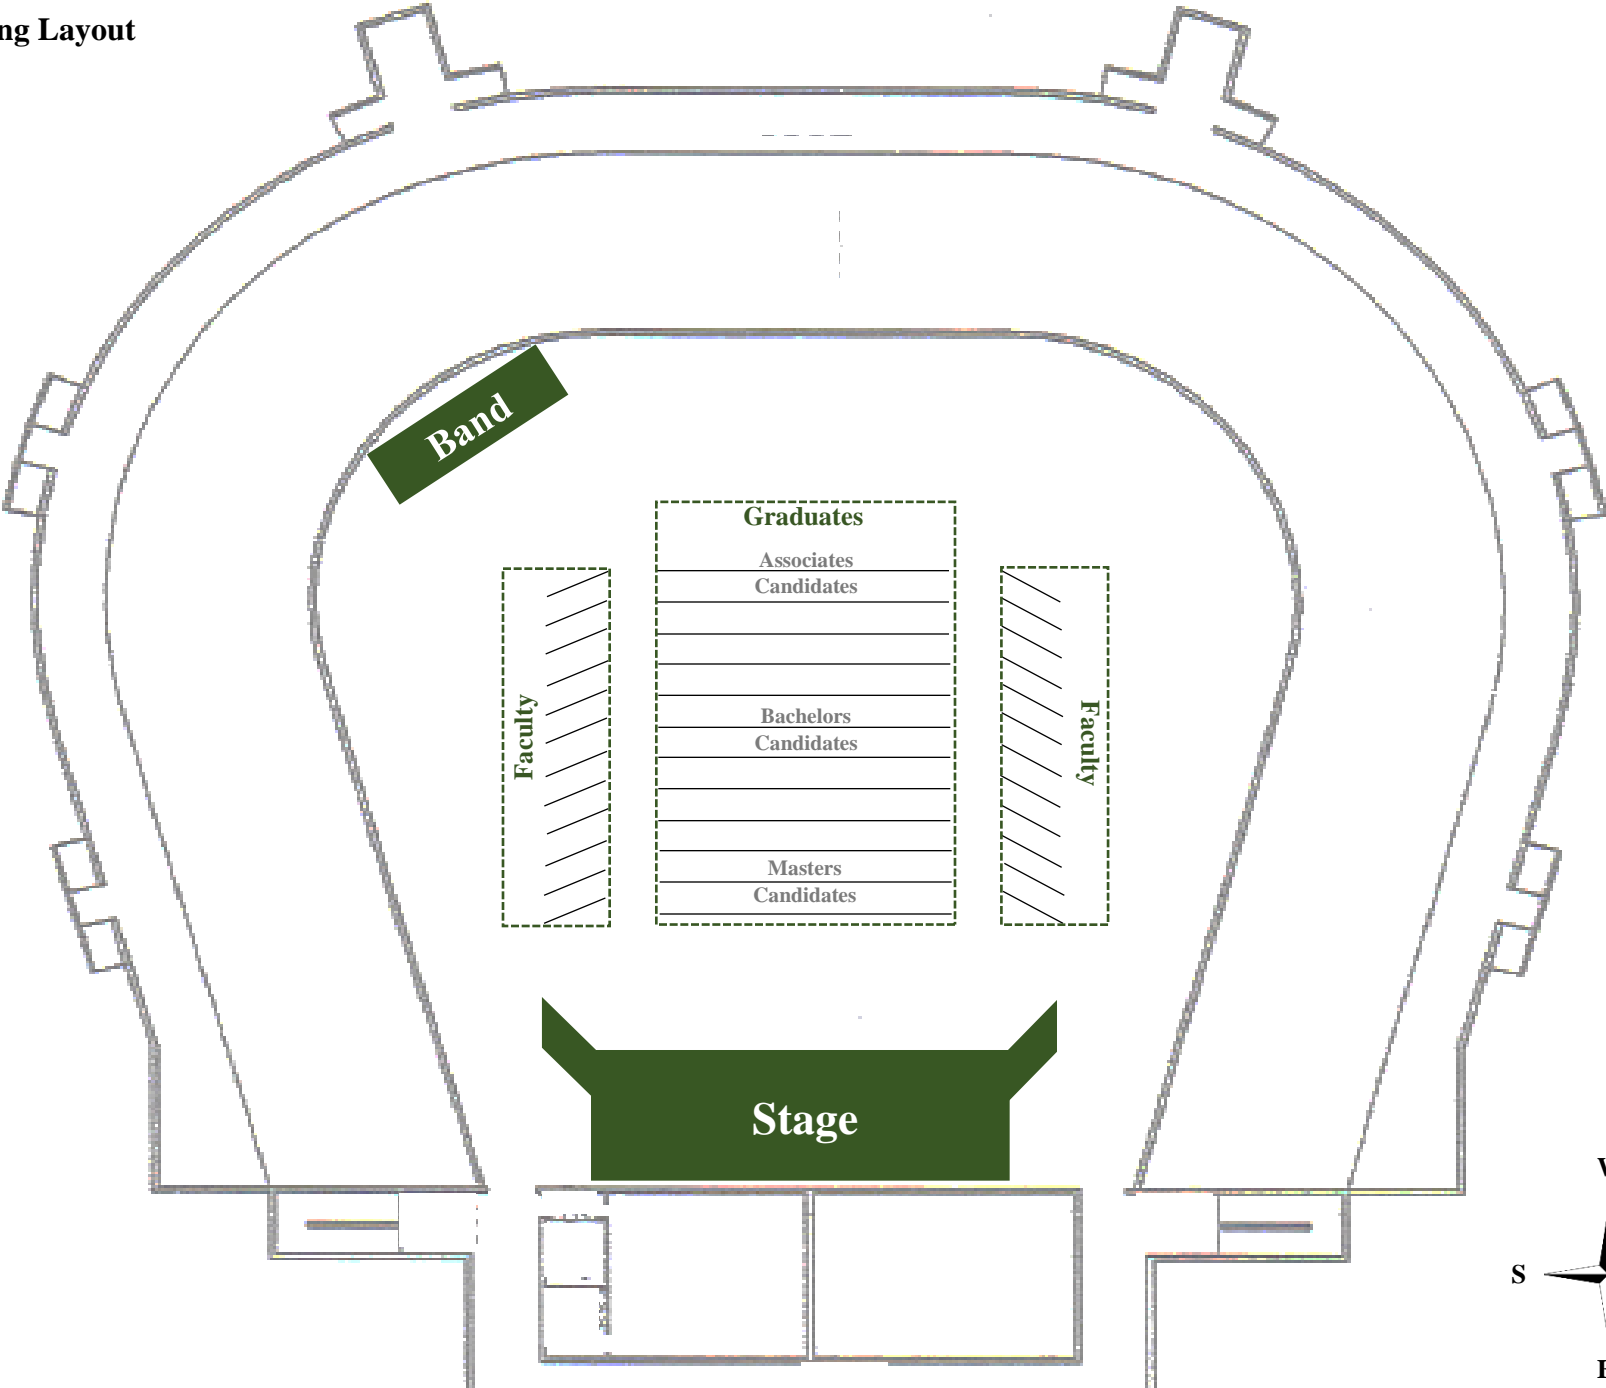 ng Layout
Band
Graduates
Associates
Candidates
Faculty
Bachelors
Candidates
Faculty
Masters
Candidates
Stage
S